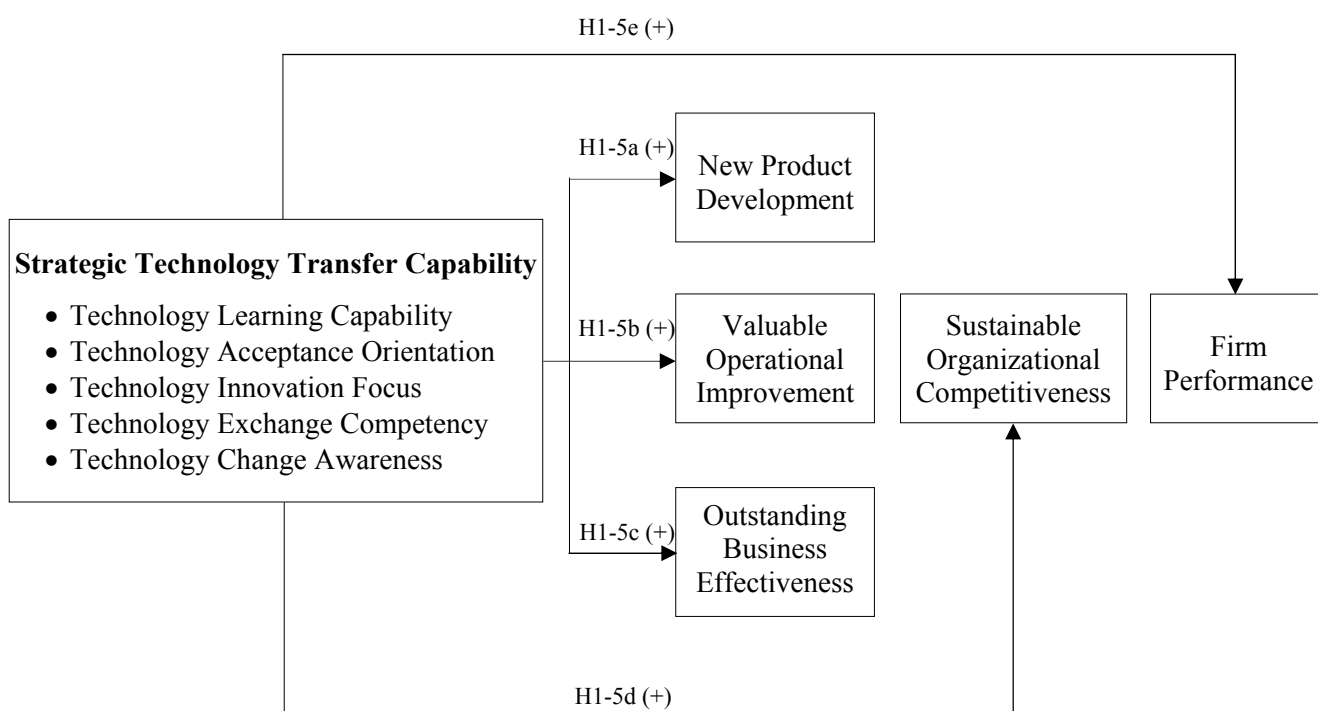 H1-5e (+)
H1-5a (+)
New Product
Development
Strategic Technology Transfer Capability
• Technology Learning Capability
• Technology Acceptance Orientation
• Technology Innovation Focus
• Technology Exchange Competency
• Technology Change Awareness
H1-5b (+)
Valuable
Operational
Improvement
Sustainable
Organizational
Competitiveness
Firm
Performance
H1-5c (+)
Outstanding
Business
Effectiveness
H1-5d (+)